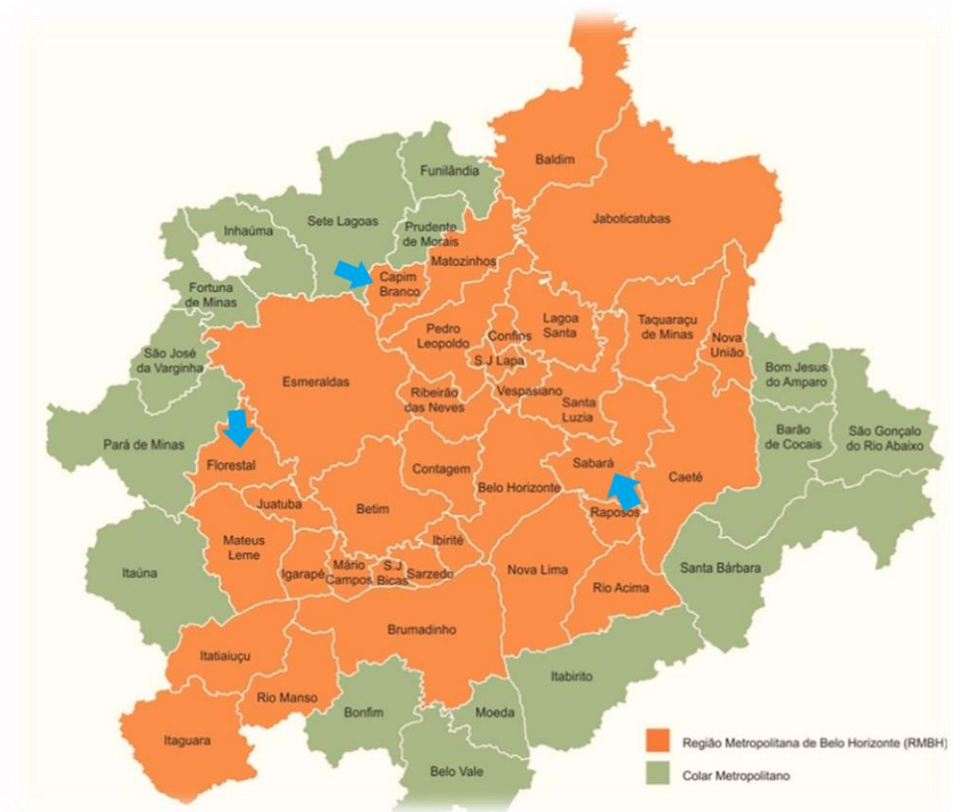 Baldim
Funilândia
Jaboticatubas
Sete Lagoas
Inhaúma
Prudente
de Morais
Matozinhos
Capim
Branco
Fortuna
de Minas
Lagoa
Santa
Taquaraçu
de Minas
Pedro
Leopoldo
Confins
Nova
União
São José
da Varginha
S.J Lapa
Bom Jesus
do Amparo
Esmeraldas
Vespasiano
Ribeirão
das Neves
Santa
Luzia
Barão
de Cocais
São Gonçalo
do Rio Abaixo
Pará de Minas
Florestal
Contagem
Sabará
Caeté
Belo Horizonte
Juatuba
Betim
Raposos
Mateus
Leme
Ibirité
Itaúna
Igarapé
Mário
Campos
S.J
Bicas
Sarzedo
Nova Lima
Santa Bárbara
Rio Acima
Brumadinho
Itatiaiuçu
Itabirito
Rio Manso
Bonfim
Moeda
Itaguara
Belo Vale
Região Metropolitana de Belo Horizonte (RMBH)
Colar Metropolitano